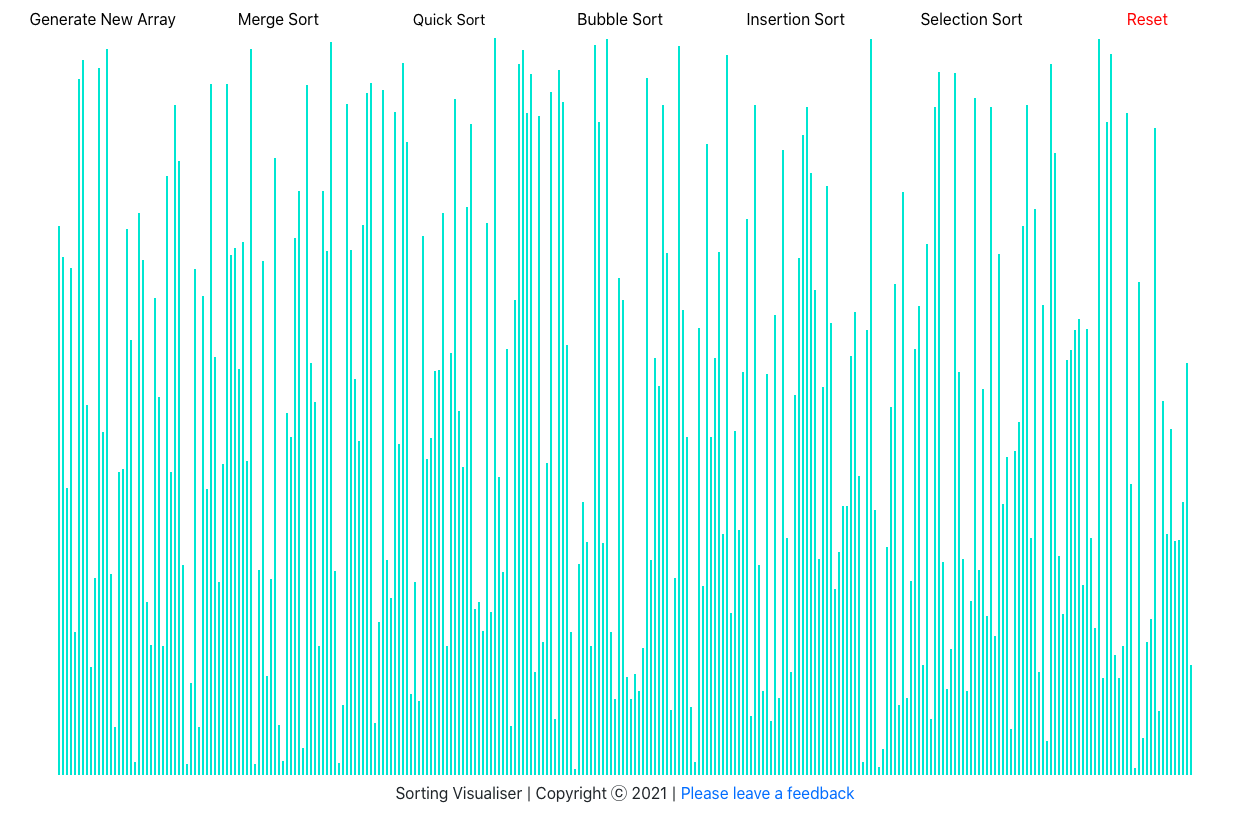 Generate New Array Merge Sort Quick Sort Bubble Sort Insertion Sort Selection Sort Reset
Sorting Visualiser | Copyright ⓒ 2021 | Please leave a feedback